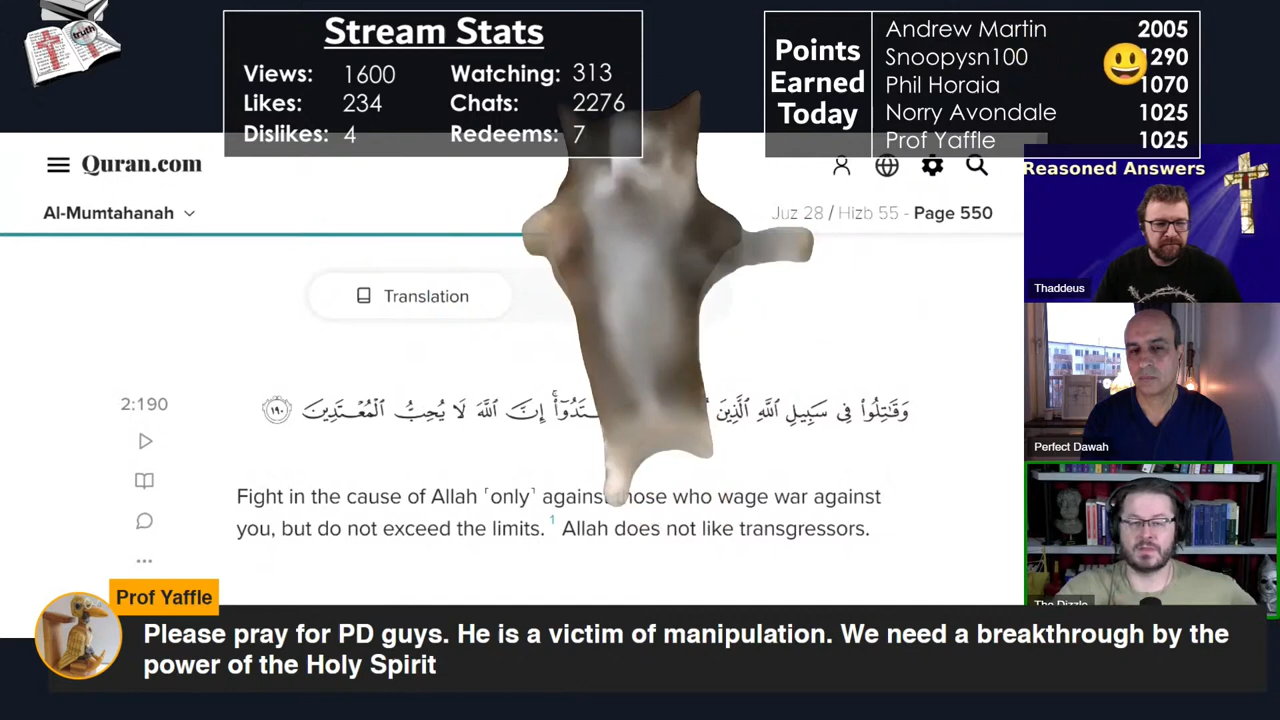 truth
Stream Stats
Views: 1600
Watching: 313
Likes: 234
Chats: 2276
Dislikes: 4
Redeems: 7
Points Earned Today
Andrew Martin 2005
Snoopysn100 1290
Phil Horaia 1070
Norry Avondale 1025
Prof Yaffle 1025
Quran.com
Al-Mumtahanah
Juz 28 / Hizb 55 - Page 550
Translation
2:190
وَقَـٰتِلُوا۟ فِى سَبِيلِ ٱللَّهِ ٱلَّذِينَ
إِنَّ ٱللَّهَ لَا يُحِبُّ ٱلْمُعْتَدِينَ ١٩٠
Fight in the cause of Allah ˹only˺ against those who wage war against
you, but do not exceed the limits. 1 Allah does not like transgressors.
Reasoned Answers
Thaddeus
Perfect Dawah
The Dizzle
Prof Yaffle
Please pray for PD guys. He is a victim of manipulation. We need a breakthrough by the
power of the Holy Spirit